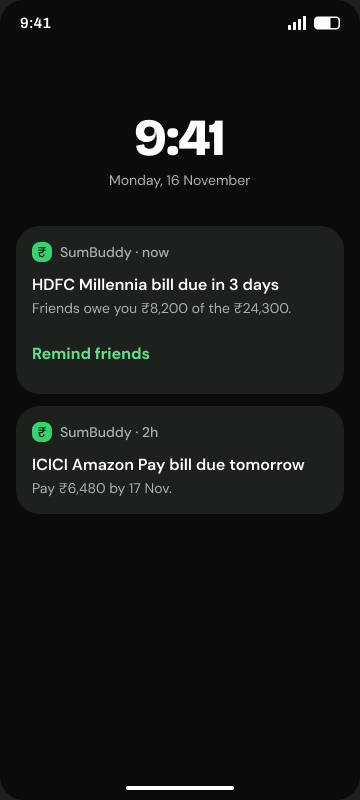 9:41
9:41
Monday, 16 November
₹ SumBuddy · now
HDFC Millennia bill due in 3 days
Friends owe you ₹8,200 of the ₹24,300.
Remind friends
₹ SumBuddy · 2h
ICICI Amazon Pay bill due tomorrow
Pay ₹6,480 by 17 Nov.